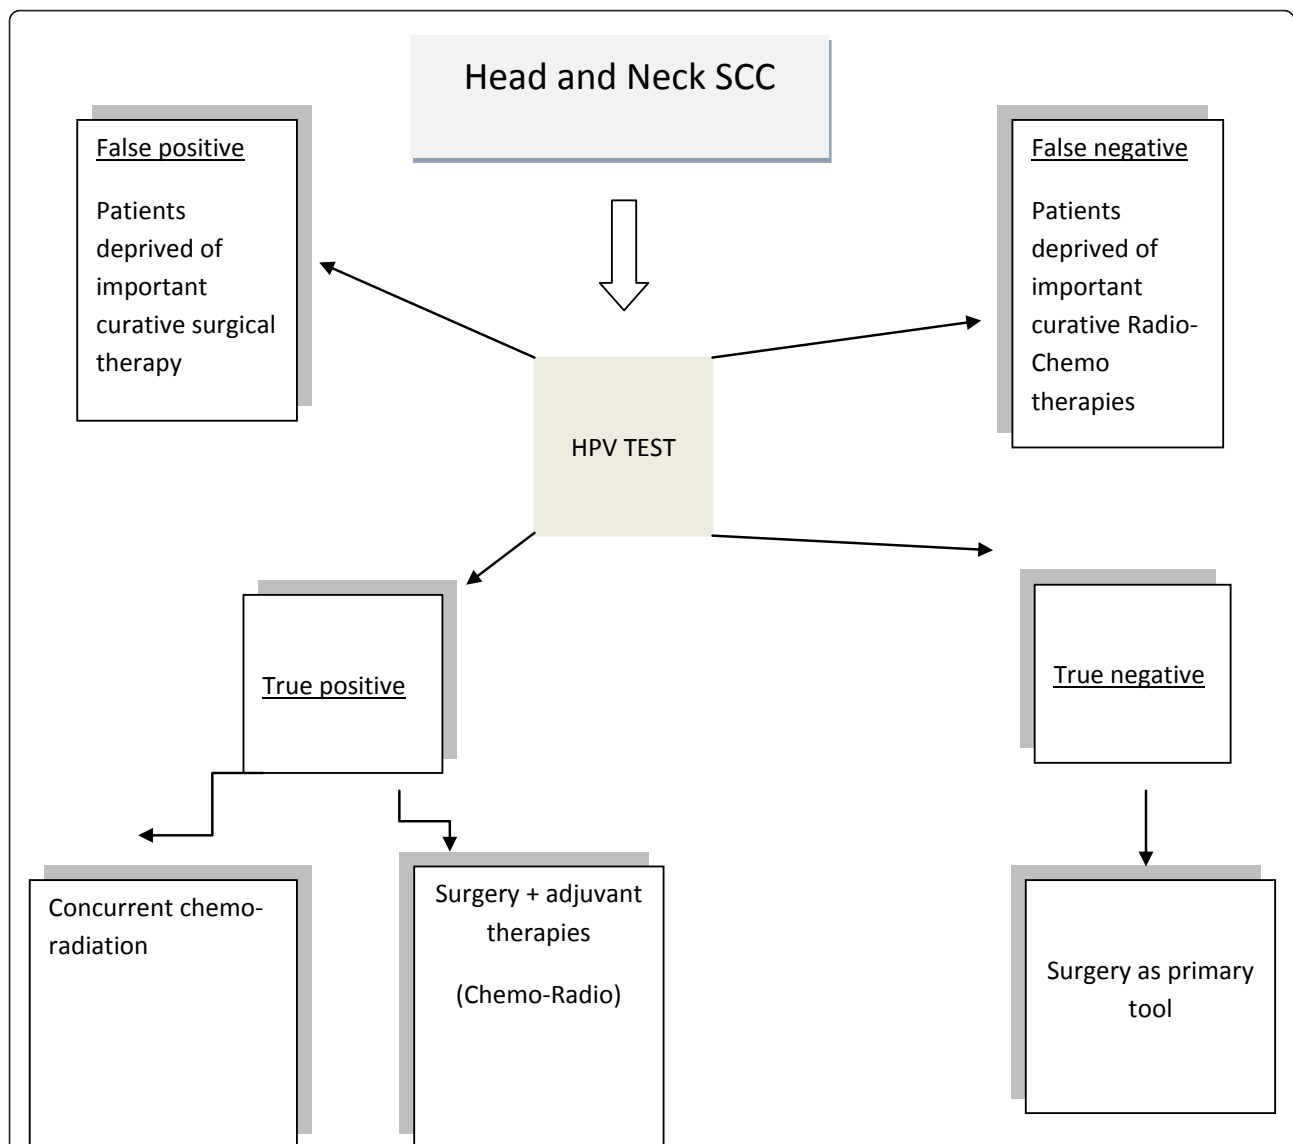 Head and Neck SCC
False positive
Patients
deprived of
important
curative surgical
therapy
False negative
Patients
deprived of
important
curative Radio-
Chemo
therapies
HPV TEST
True positive
True negative
Concurrent chemo-
radiation
Surgery + adjuvant
therapies
(Chemo-Radio)
Surgery as primary
tool